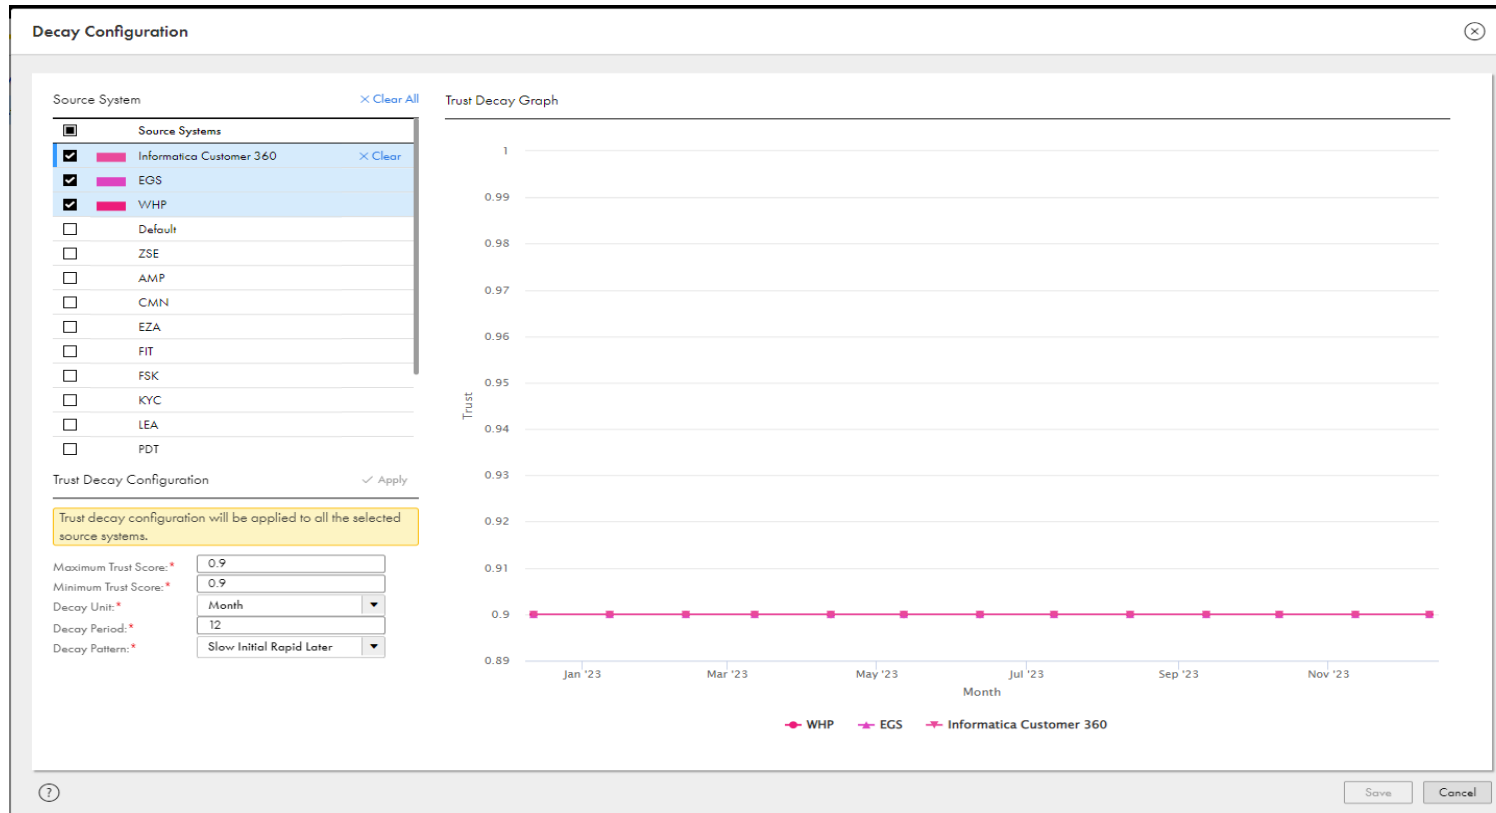 Decay Configuration
Source System
Clear All
Source Systems
Informatica Customer 360
Clear
EGS
WHP
Default
ZSE
AMP
CMN
EZA
FIT
FSK
KYC
LEA
PDT
Trust Decay Configuration
Apply
Trust decay configuration will be applied to all the selected
source systems.
Maximum Trust Score:* 0.9
Minimum Trust Score:* 0.9
Decay Unit:* Month
Decay Period:* 12
Decay Pattern:* Slow Initial Rapid Later
Trust Decay Graph
1
0.99
0.98
0.97
0.96
0.95
0.94
0.93
0.92
0.91
0.9
0.89
Trust
Jan '23 Mar '23 May '23 Jul '23 Sep '23 Nov '23
Month
WHP EGS Informatica Customer 360
?
Save Cancel